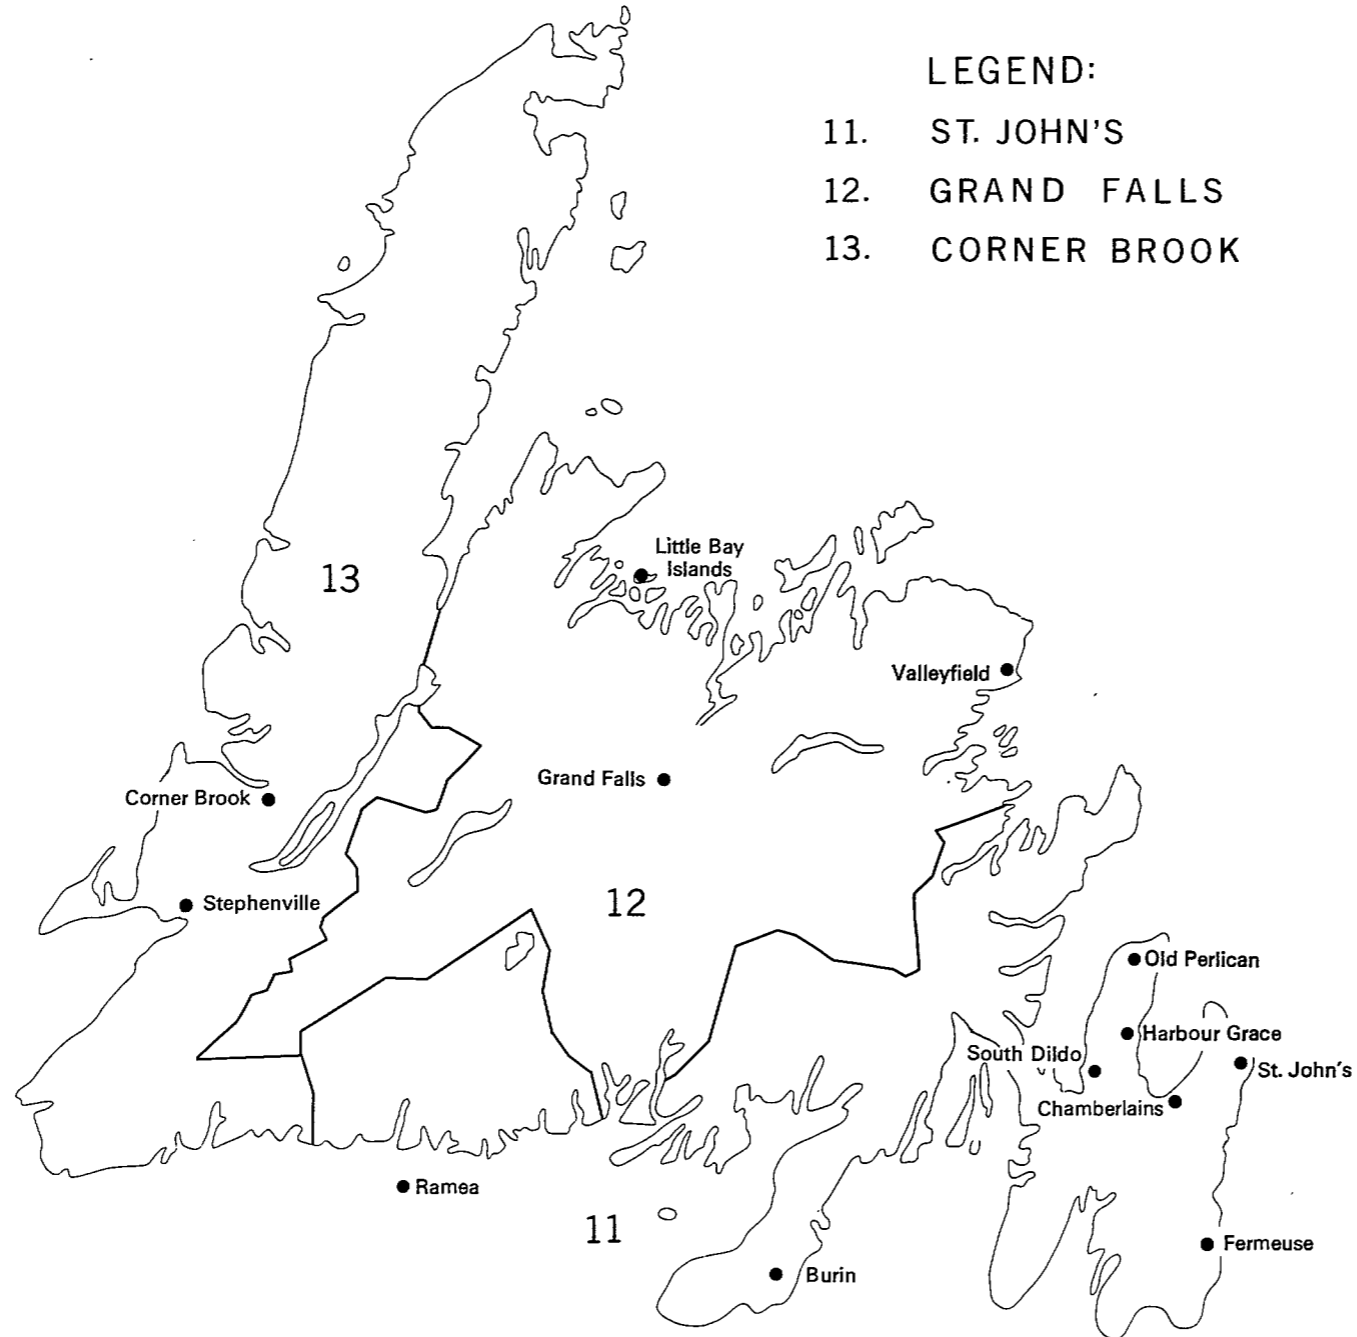 LEGEND:
11. ST. JOHN'S
12. GRAND FALLS
13. CORNER BROOK
Little Bay
Islands
13
Valleyfield
Grand Falls
Corner Brook
Stephenville
12
Old Perlican
Harbour Grace
South Dildo
St. John's
Chamberlains
Ramea
11
Fermeuse
Burin